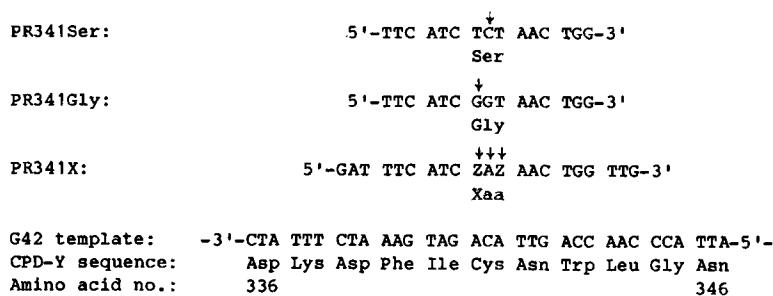 PR341Ser: 5'-TTC ATC TCT AAC TGG-3'
Ser
PR341Gly: 5'-TTC ATC GGT AAC TGG-3'
Gly
PR341X: 5'-GAT TTC ATC ZAZ AAC TGG TTG-3'
Xaa
G42 template: -3'-CTA TTT CTA AAG TAG ACA TTG ACC AAC CCA TTA-5'-
CPD-Y sequence: Asp Lys Asp Phe Ile Cys Asn Trp Leu Gly Asn
Amino acid no.: 336 346